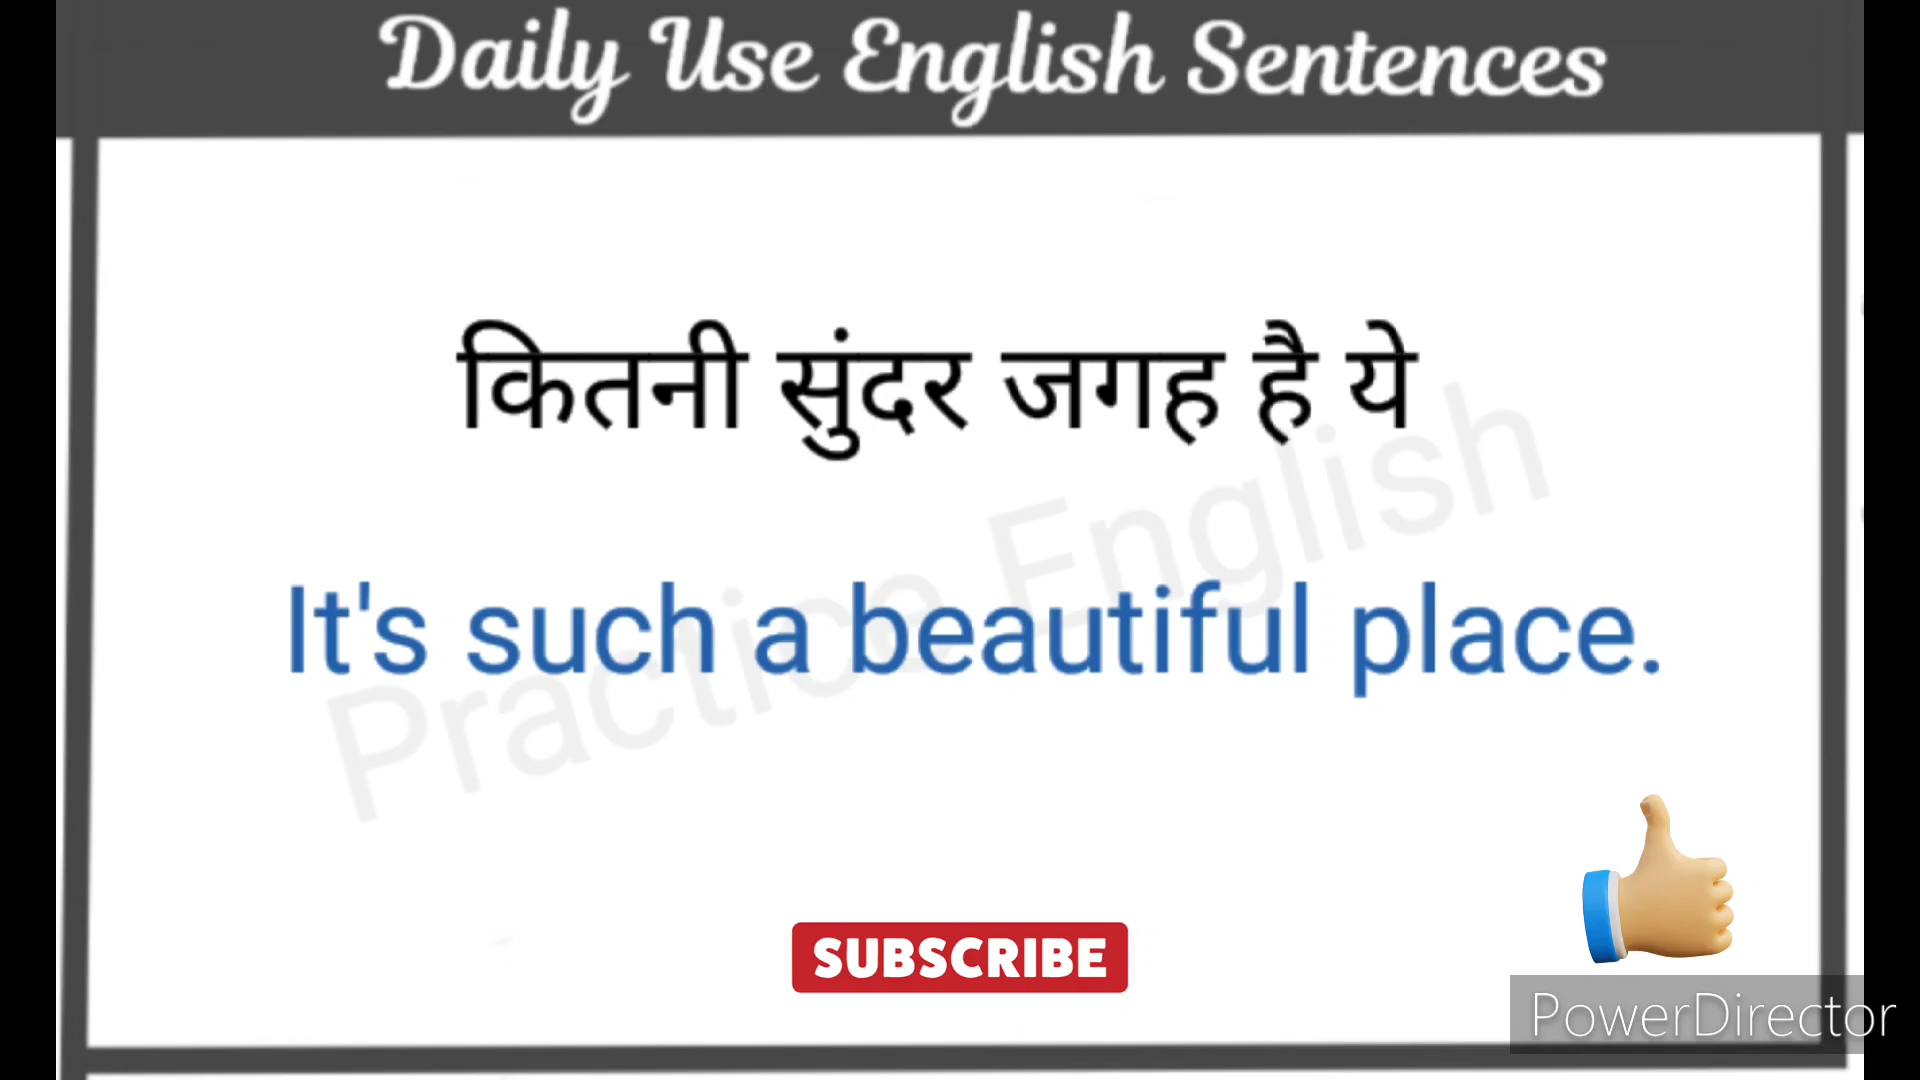 Daily Use English Sentences
कितनी सुंदर जगह है ये
It's such a beautiful place.
Practice English
SUBSCRIBE
PowerDirector